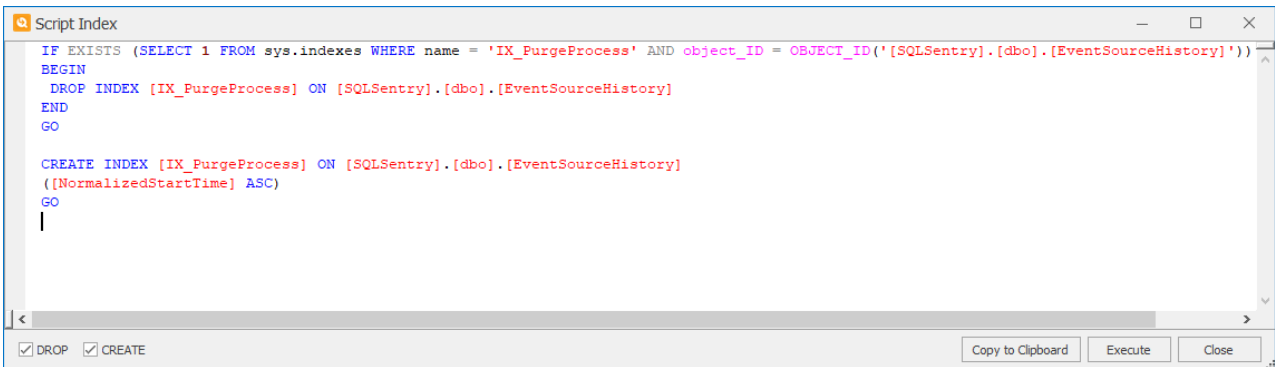 Script Index
IF EXISTS (SELECT 1 FROM sys.indexes WHERE name = 'IX_PurgeProcess' AND object_ID = OBJECT_ID('[SQLSentry].[dbo].[EventSourceHistory]'))
BEGIN
DROP INDEX [IX_PurgeProcess] ON [SQLSentry].[dbo].[EventSourceHistory]
END
GO
CREATE INDEX [IX_PurgeProcess] ON [SQLSentry].[dbo].[EventSourceHistory]
([NormalizedStartTime] ASC)
GO
DROP CREATE Copy to Clipboard Execute Close